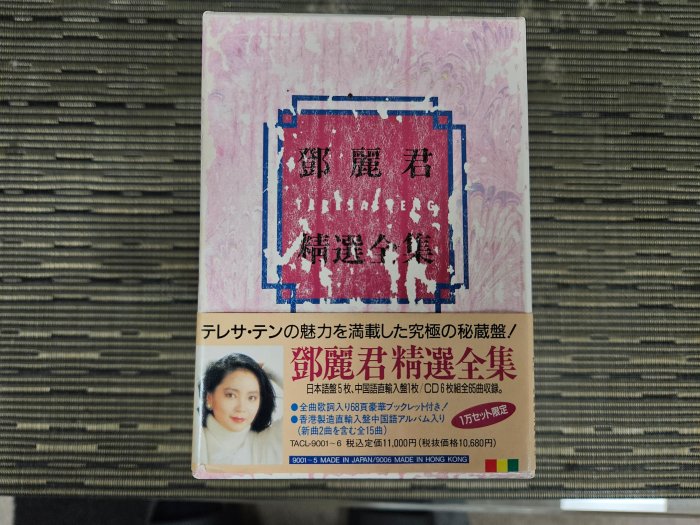 鄧麗君
TERESA TENG
精選全集
テレサ・テンの魅力を満載した究極の秘蔵盤!
鄧麗君精選全集
日本語盤5枚、中国語直輸入盤1枚/CD6枚組全65曲収録。
●全曲歌詞入り68頁豪華ブックレット付き!
●香港製造直輸入盤中国語アルバム入り
(新曲2曲を含む全15曲)
1万セット限定
TACL-9001~6 税込定価11,000円(税抜価格10,680円)
9001~5 MADE IN JAPAN/9006 MADE IN HONG KONG